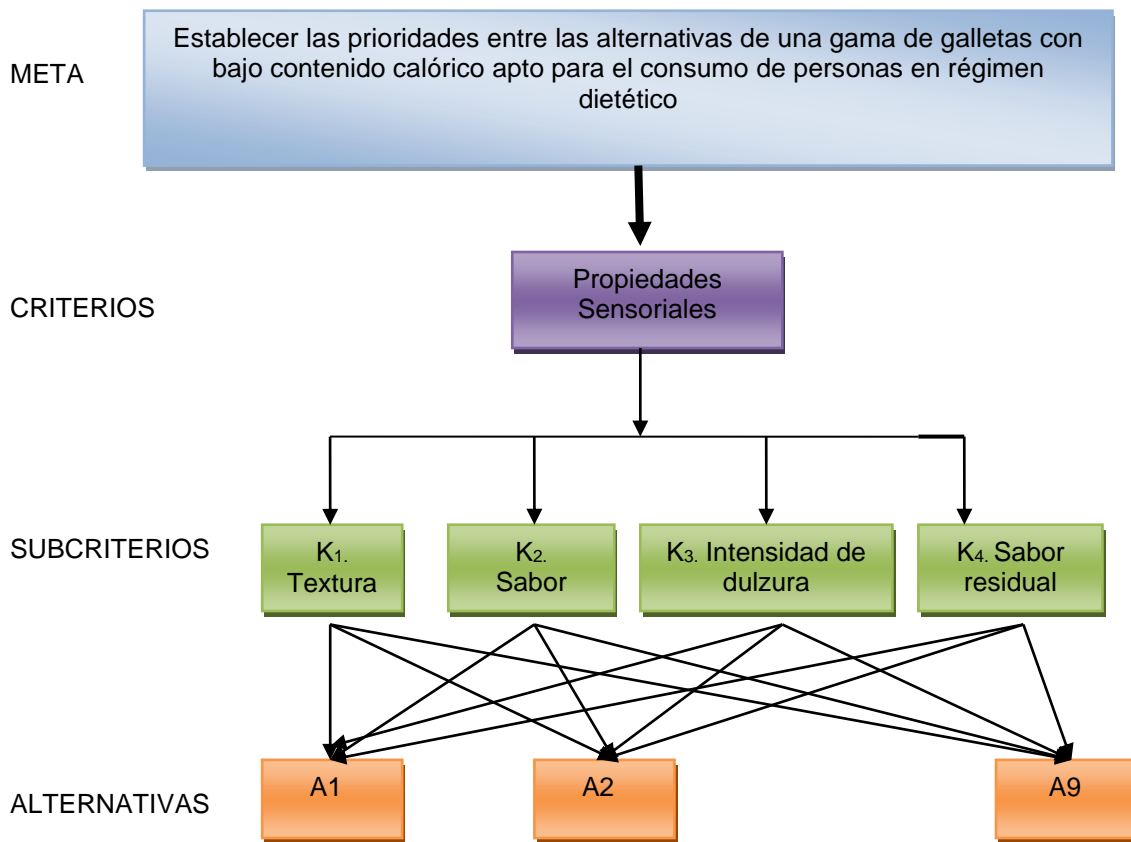 Establecer las prioridades entre las alternativas de una gama de galletas con
bajo contenido calórico apto para el consumo de personas en régimen
dietético
META
Propiedades
Sensoriales
CRITERIOS
SUBCRITERIOS
K1.
Textura
K2.
Sabor
K3. Intensidad de
dulzura
K4. Sabor
residual
ALTERNATIVAS
A1
A2
A9